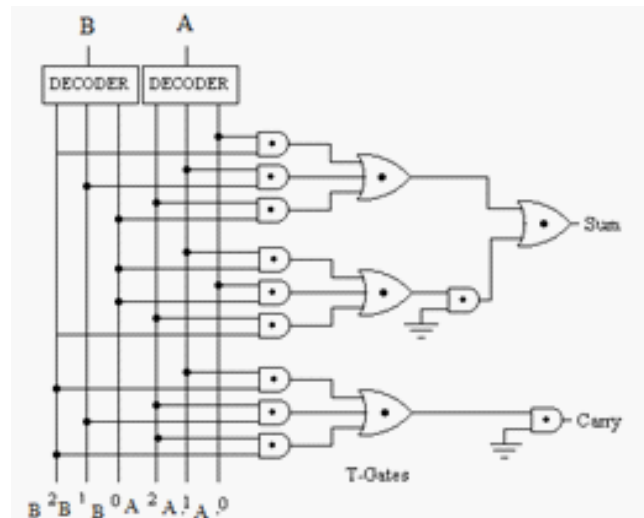 B A
DECODER DECODER
Sum
Carry
T-Gates
B 2 B 1 B 0 A 2 A, 1 A, 0